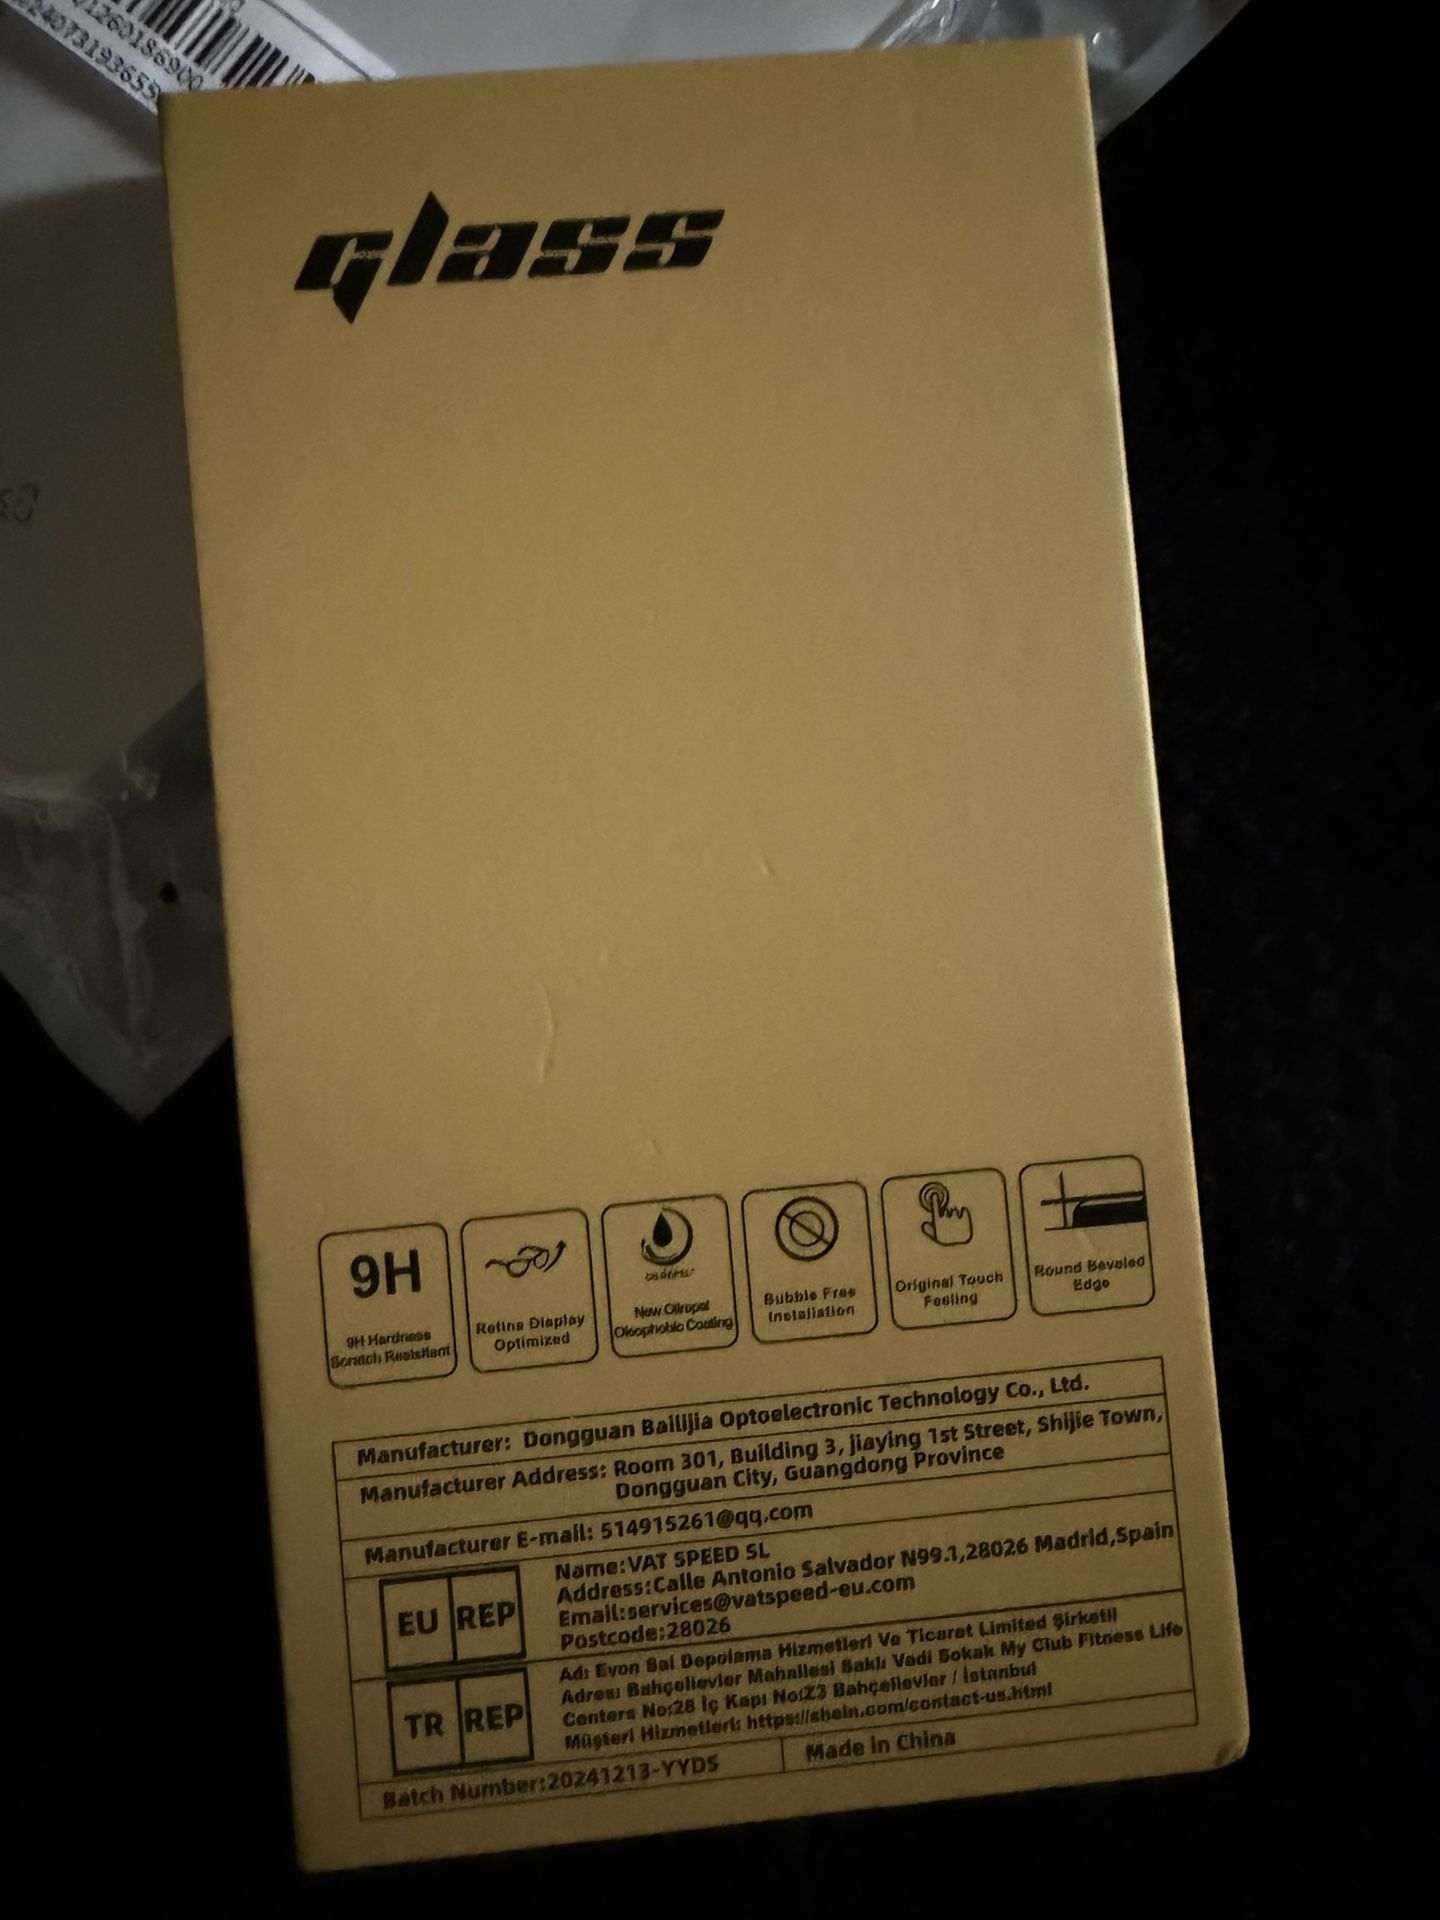 glass
9H
9H Hardness
Scratch Resistant
Retina Display
Optimized
New Oilrepel
Oleophobic Coating
Bubble Free
Installation
Original Touch
Feeling
Round Beveled
Edge
Manufacturer: Dongguan Bailijia Optoelectronic Technology Co., Ltd.
Manufacturer Address: Room 301, Building 3, jiaying 1st Street, Shijie Town,
Dongguan City, Guangdong Province
Manufacturer E-mail: 514915261@qq.com
EU REP
Name:VAT SPEED SL
Address:Calle Antonio Salvador N99.1,28026 Madrid,Spain
Email:services@vatspeed-eu.com
Postcode:28026
TR REP
Adı Evon Sal Depolama Hizmetleri Ve Ticaret Limited Şirketil
Adres: Bahçelievler Mahallesi Saklı Vadi Sokak My Club Fitness Life
Centers No:28 İç Kapı No:Z3 Bahçelievler / İstanbul
Müşteri Hizmetleri: https://shein.com/contact-us.html
Batch Number:20241213-YYDS
Made in China